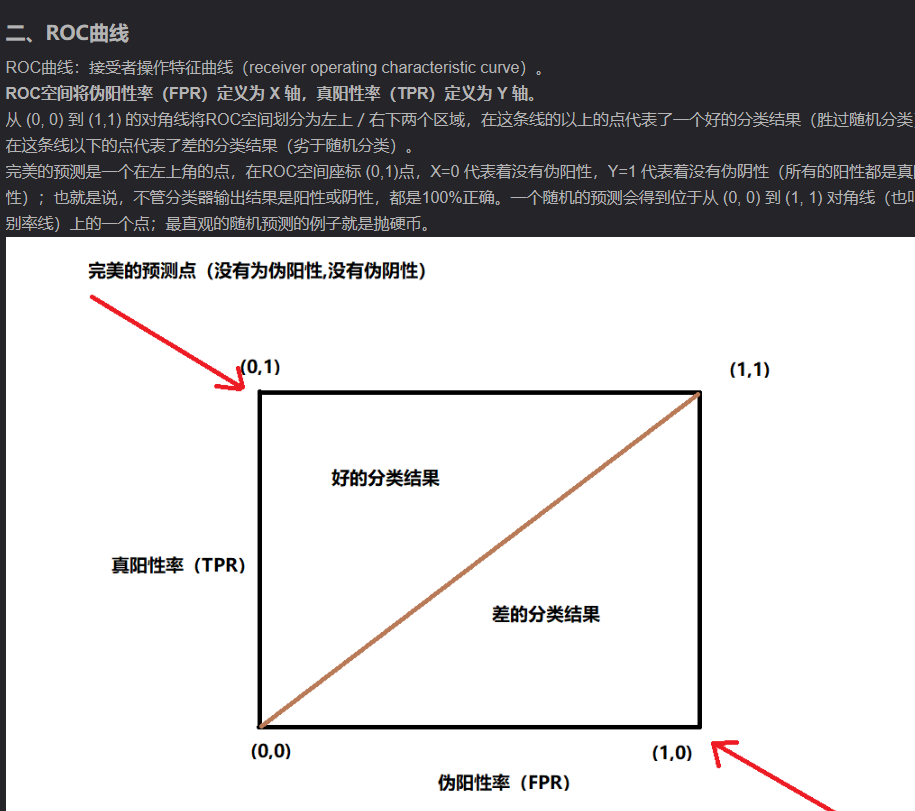 二、ROC曲线
ROC曲线：接受者操作特征曲线（receiver operating characteristic curve）。
ROC空间将伪阳性率（FPR）定义为 X 轴，真阳性率（TPR）定义为 Y 轴。
从 (0, 0) 到 (1,1) 的对角线将ROC空间划分为左上／右下两个区域，在这条线的以上的点代表了一个好的分类结果（胜过随机分类
在这条线以下的点代表了差的分类结果（劣于随机分类）。
完美的预测是一个在左上角的点，在ROC空间座标 (0,1)点，X=0 代表着没有伪阳性，Y=1 代表着没有伪阴性（所有的阳性都是真
性）；也就是说，不管分类器输出结果是阳性或阴性，都是100%正确。一个随机的预测会得到位于从 (0, 0) 到 (1, 1) 对角线（也
别率线）上的一个点；最直观的随机预测的例子就是抛硬币。
完美的预测点（没有为伪阳性,没有伪阴性）
(0,1)
(1,1)
好的分类结果
真阳性率（TPR）
差的分类结果
(0,0)
(1,0)
伪阳性率（FPR）